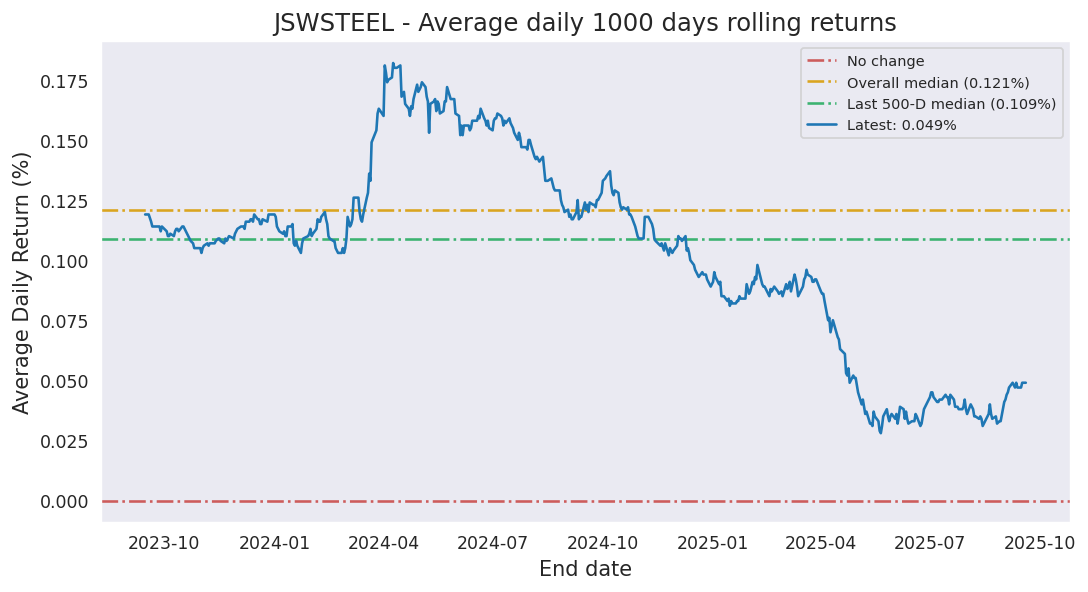 JSWSTEEL - Average daily 1000 days rolling returns
No change
Overall median (0.121%)
Last 500-D median (0.109%)
Latest: 0.049%
Average Daily Return (%)
0.175
0.150
0.125
0.100
0.075
0.050
0.025
0.000
2023-10 2024-01 2024-04 2024-07 2024-10 2025-01 2025-04 2025-07 2025-10
End date